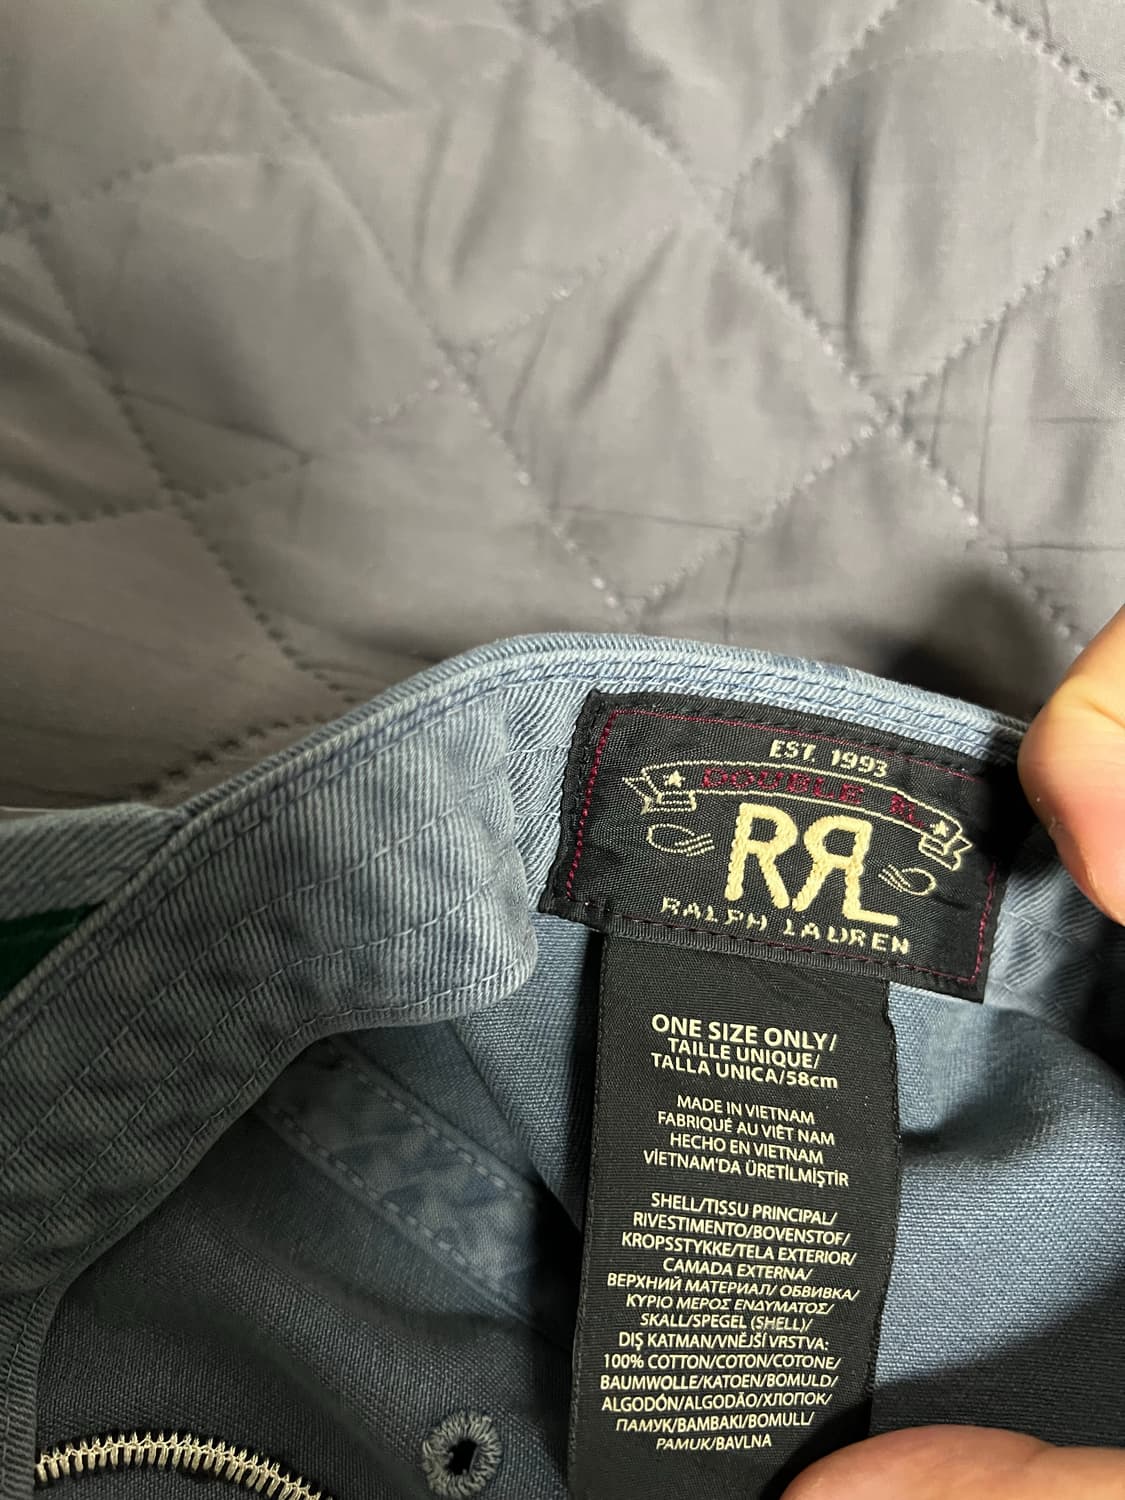 EST. 1993
DOUBLE RL
RRL
RALPH LAUREN
ONE SIZE ONLY/
TAILLE UNIQUE/
TALLA UNICA/58cm
MADE IN VIETNAM
FABRIQUÉ AU VIÊT NAM
HECHO EN VIETNAM
VİETNAM'DA ÜRETİLMİŞTİR
SHELL/TISSU PRINCIPAL/
RIVESTIMENTO/BOVENSTOF/
KROPSSTYKKE/TELA EXTERIOR/
CAMADA EXTERNA/
ВЕРХНИЙ МАТЕРИАЛ/ ОБВИВКА/
ΚΥΡΙΟ ΜΕΡΟΣ ΕΝΔΥΜΑΤΟΣ/
SKALL/SPEGEL (SHELL)/
DIŞ KATMAN/VNĚJŠÍ VRSTVA:
100% COTTON/COTON/COTONE/
BAUMWOLLE/KATOEN/BOMULD/
ALGODÓN/ALGODÃO/ХЛОПОК/
ПАМУК/ΒΑΜΒΑΚΙ/BOMULL/
PAMUK/BAVLNA